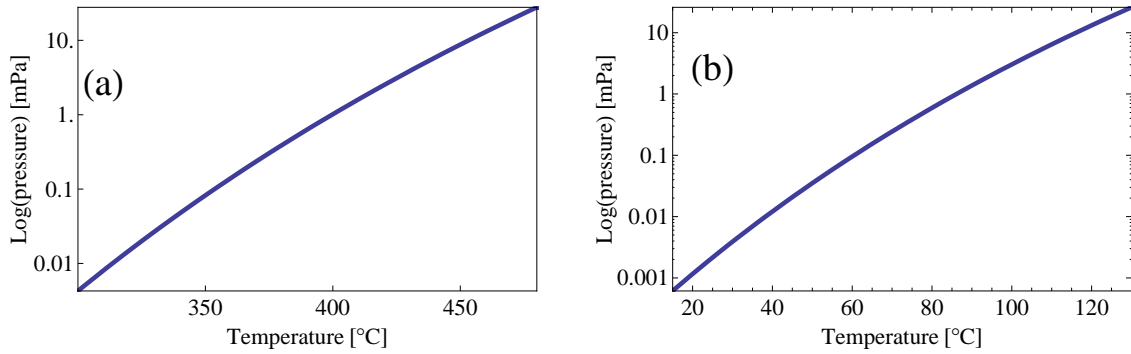 (a)
Log(pressure) [mPa]
10.
1.
0.1
0.01
350 400 450
Temperature [°C]
(b)
Log(pressure) [mPa]
10
1
0.1
0.01
0.001
20 40 60 80 100 120
Temperature [°C]